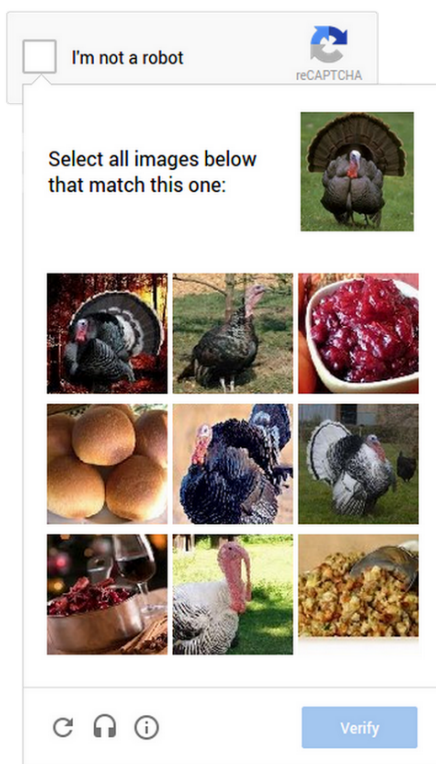 I'm not a robot
reCAPTCHA
Select all images below
that match this one:
Verify